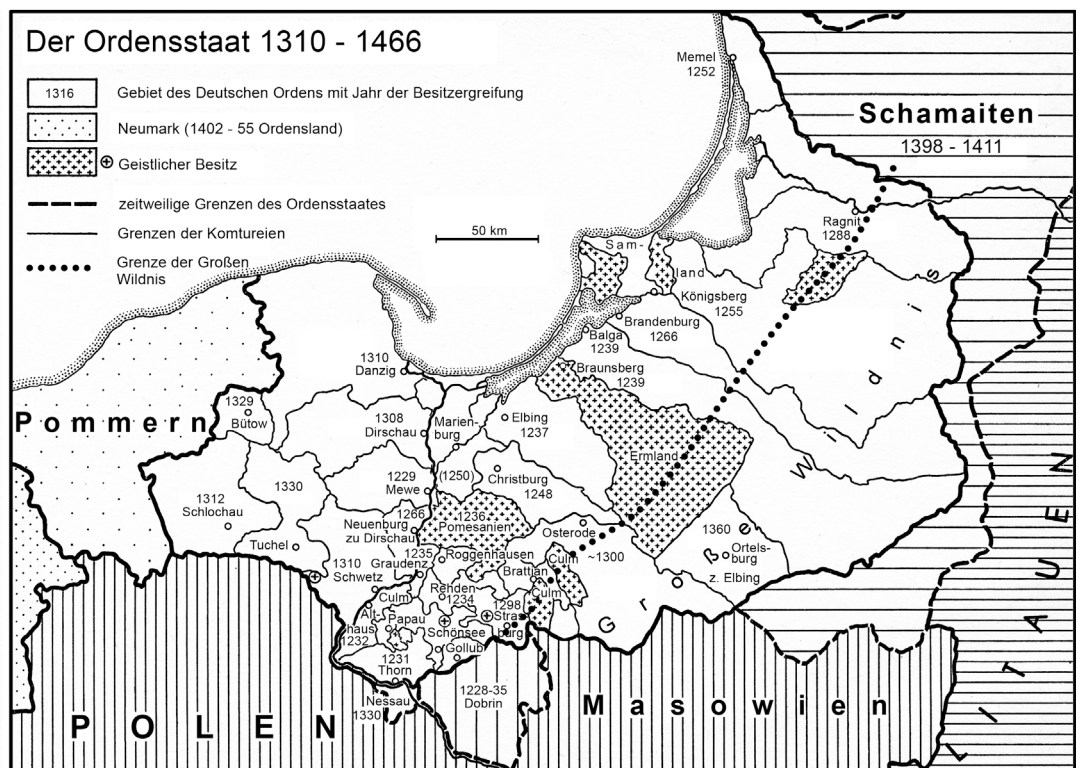 Der Ordensstaat 1310 - 1466
1316 Gebiet des Deutschen Ordens mit Jahr der Besitzergreifung
Neumark (1402 - 55 Ordensland)
Geistlicher Besitz
zeitweilige Grenzen des Ordensstaates
Grenzen der Komtureien
Grenze der Großen
Wildnis
50 km
Memel
1252
Schamaiten
1398 - 1411
Ragnit
1288
Sam-
land
Königsberg
1255
Brandenburg
1266
Balga
1239
Braunsberg
1239
1310
Danzig
1329
Bütow
Pommern
1308
Dirschau
Marien-
burg
(1250)
Elbing
1237
Ermland
1229
Mewe
Christburg
1248
1330
1312
Schlochau
1266
Neuenburg
zu Dirschau
1236
Pomesanien
Tuchel
Osterode
~1300
1360
Ortels-
burg
z. Elbing
Große Wildnis
1310
Schwetz
1235
Graudenz
Roggenhausen
Culm
Brattian
Culm
Rehden
1234
Culm
Alt-
haus
1232
Papau
1298
Stras-
burg
Schönsee
Gollub
1231
Thorn
Nessau
1330
1228-35
Dobrin
POLEN
Masowien
LITAUEN